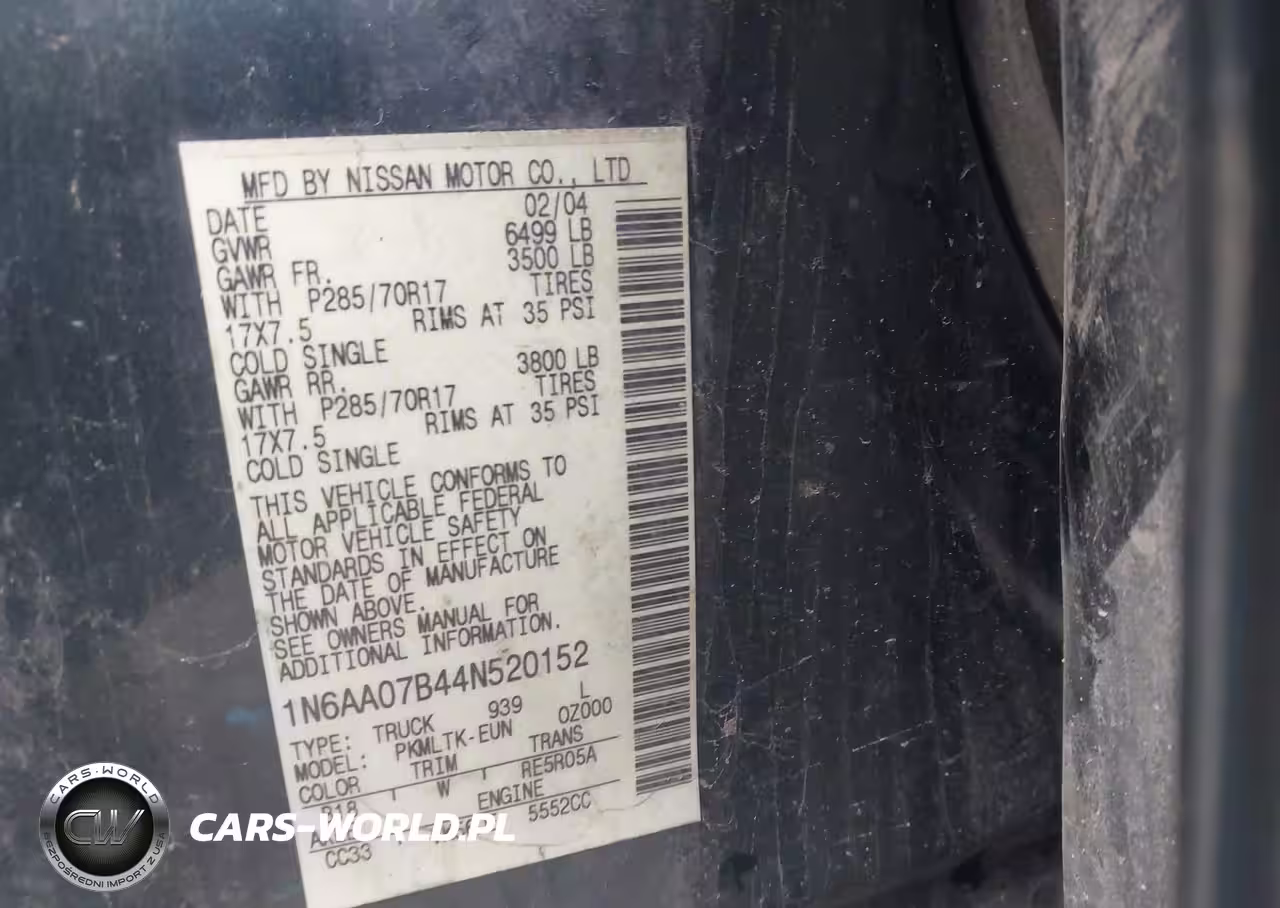 MFD BY NISSAN MOTOR CO., LTD
DATE 02/04
GVWR 6499 LB
GAWR FR. 3500 LB
WITH P285/70R17 TIRES
17X7.5 RIMS AT 35 PSI
COLD SINGLE
GAWR RR. 3800 LB
WITH P285/70R17 TIRES
17X7.5 RIMS AT 35 PSI
COLD SINGLE
THIS VEHICLE CONFORMS TO
ALL APPLICABLE FEDERAL
MOTOR VEHICLE SAFETY
STANDARDS IN EFFECT ON
THE DATE OF MANUFACTURE
SHOWN ABOVE.
SEE OWNERS MANUAL FOR
ADDITIONAL INFORMATION.
1N6AA07B44N520152
TYPE: TRUCK 939 L
MODEL: PKMLTK-EUN 0Z000
COLOR TRIM TRANS
W RE5R05A
ENGINE
CC33 5552CC
CARS-WORLD
CW
BEZPOŚREDNI IMPORT Z USA
CARS-WORLD.PL